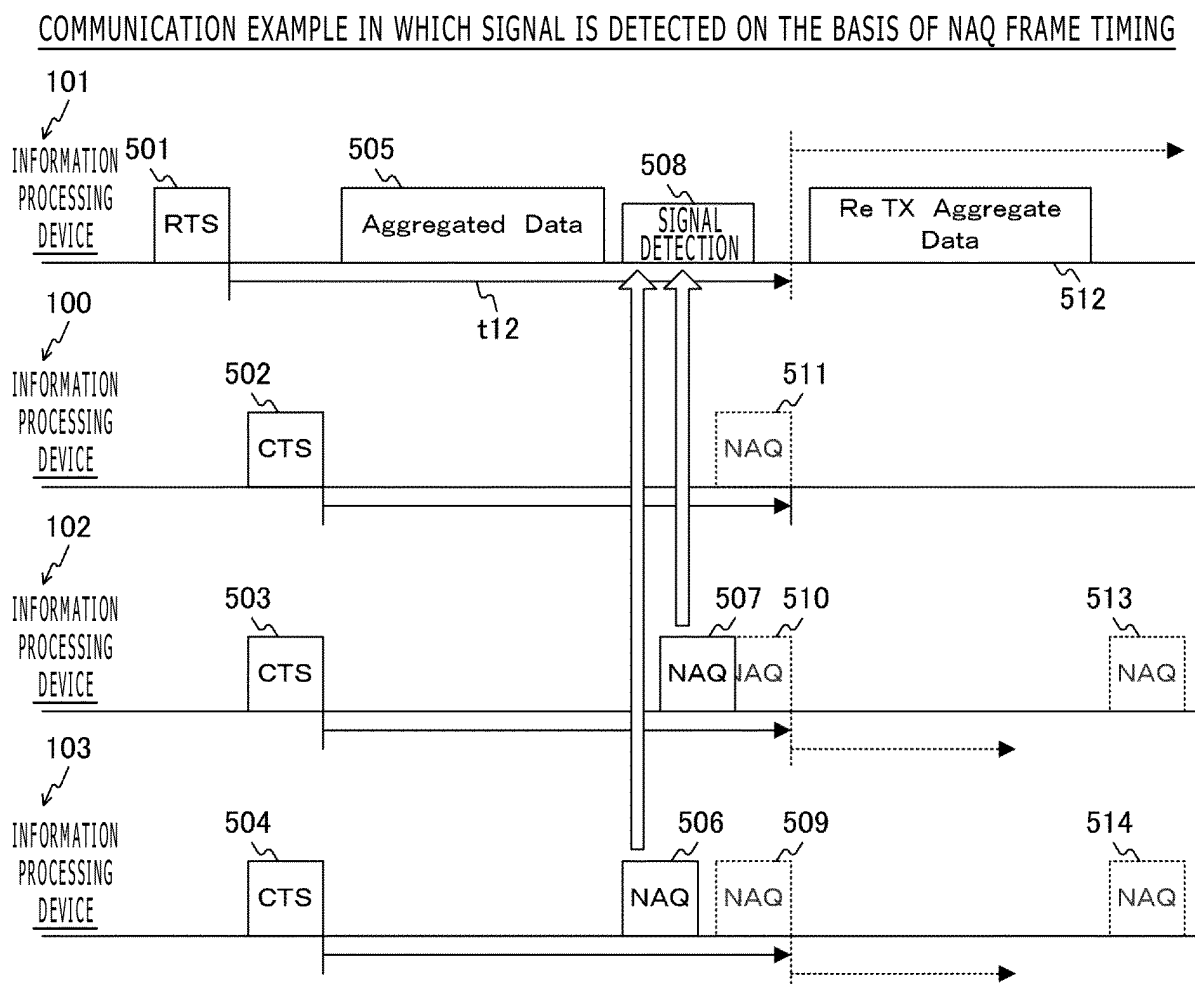 COMMUNICATION EXAMPLE IN WHICH SIGNAL IS DETECTED ON THE BASIS OF NAQ FRAME TIMING
101
INFORMATION
PROCESSING
DEVICE
501
RTS
505
Aggregated Data
508
SIGNAL
DETECTION
Re TX Aggregate
Data
512
t12
100
INFORMATION
PROCESSING
DEVICE
502
CTS
511
NAQ
102
INFORMATION
PROCESSING
DEVICE
503
CTS
507
NAQ
510
NAQ
513
NAQ
103
INFORMATION
PROCESSING
DEVICE
504
CTS
506
NAQ
509
NAQ
514
NAQ